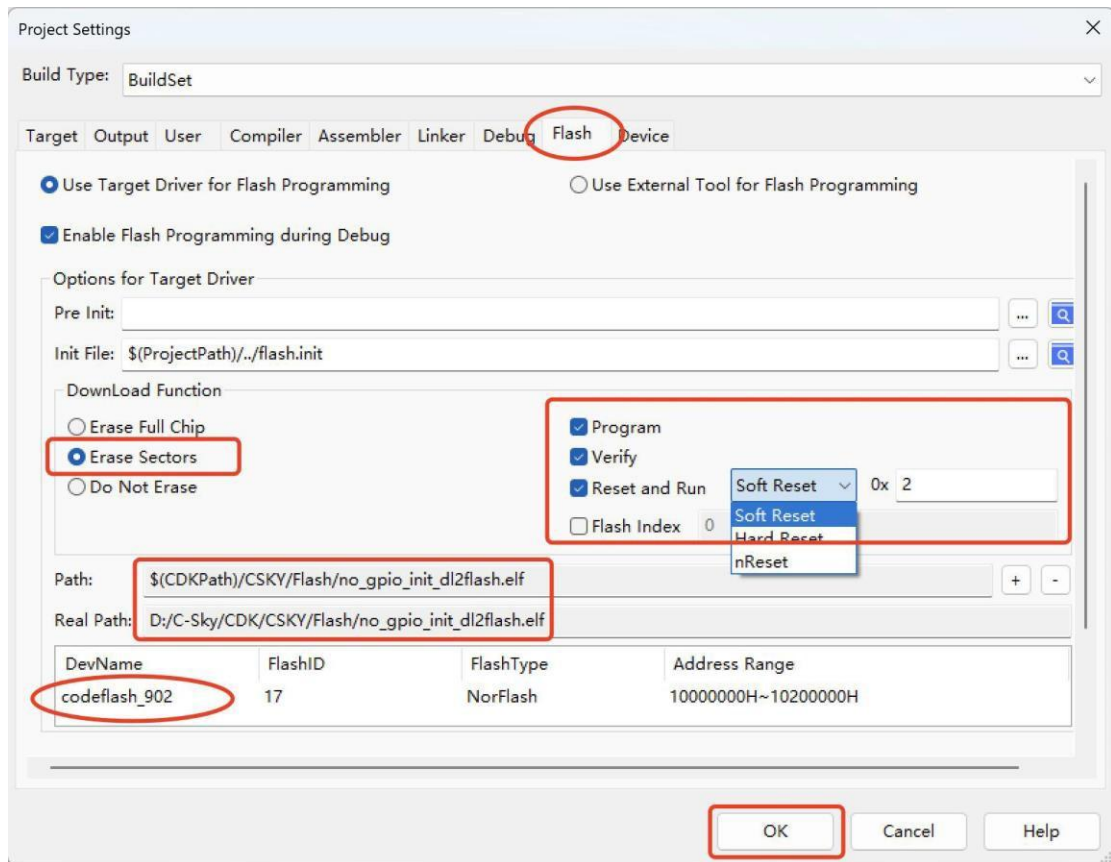 Project Settings
Build Type: BuildSet
Target Output User Compiler Assembler Linker Debug Flash Device
Use Target Driver for Flash Programming Use External Tool for Flash Programming
Enable Flash Programming during Debug
Options for Target Driver
Pre Init: ...
Init File: $(ProjectPath)/../flash.init ...
DownLoad Function
Erase Full Chip Program
Erase Sectors Verify
Do Not Erase Reset and Run Soft Reset 0x 2
Soft Reset
Flash Index 0
Hard Reset
nReset
Path: $(CDKPath)/CSKY/Flash/no_gpio_init_dl2flash.elf + -
Real Path: D:/C-Sky/CDK/CSKY/Flash/no_gpio_init_dl2flash.elf
DevName FlashID FlashType Address Range
codeflash_902 17 NorFlash 10000000H~10200000H
OK Cancel Help